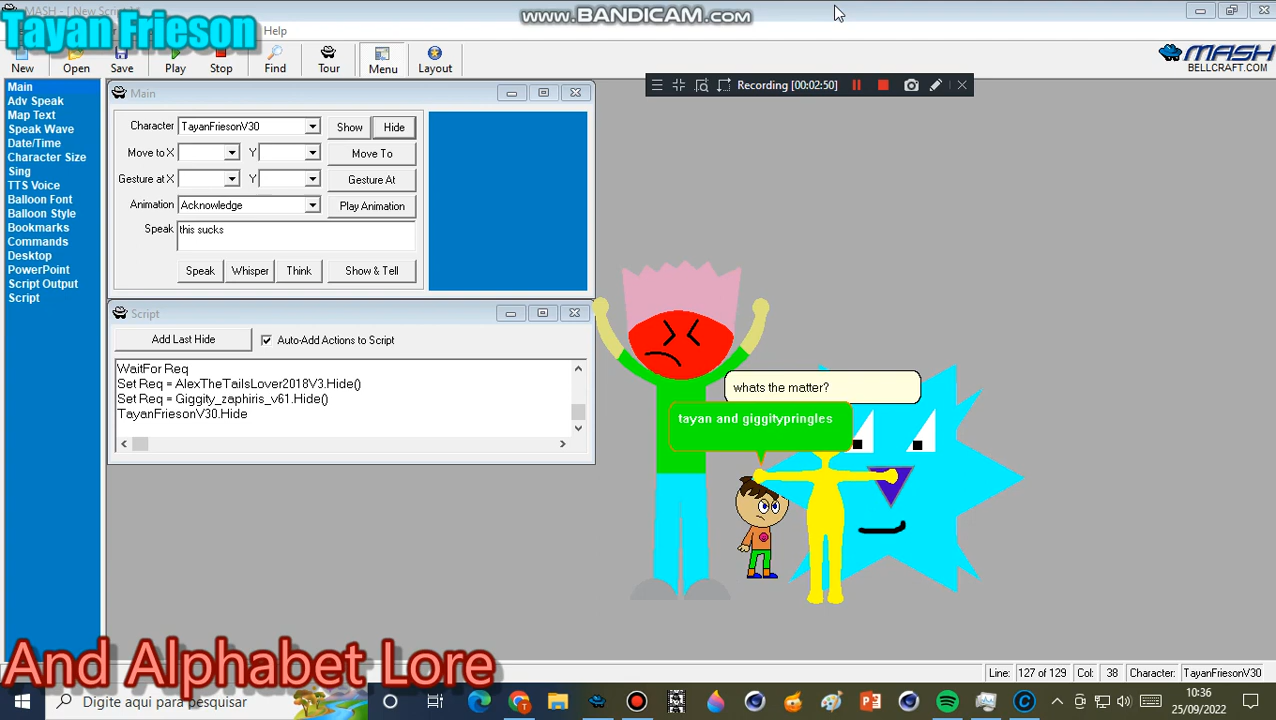 www.BANDICAM.com
MASH - [ New Script ]
Tayan Frieson
Help
New Open Save Play Stop Find Tour Menu Layout
MASH
BELLCRAFT.COM
Recording [00:02:50]
Main
Adv Speak
Map Text
Speak Wave
Date/Time
Character Size
Sing
TTS Voice
Balloon Font
Balloon Style
Bookmarks
Commands
Desktop
PowerPoint
Script Output
Script
Main
Character TayanFriesonV30 Show Hide
Move to X Y Move To
Gesture at X Y Gesture At
Animation Acknowledge Play Animation
Speak this sucks
Speak Whisper Think Show & Tell
Script
Add Last Hide Auto-Add Actions to Script
WaitFor Req
Set Req = AlexTheTailsLover2018V3.Hide()
Set Req = Giggity_zaphiris_v61.Hide()
TayanFriesonV30.Hide
whats the matter?
tayan and giggitypringles
And Alphabet Lore
Line: 127 of 129 Col: 38 Character: TayanFriesonV30
Digite aqui para pesquisar
10:36
25/09/2022